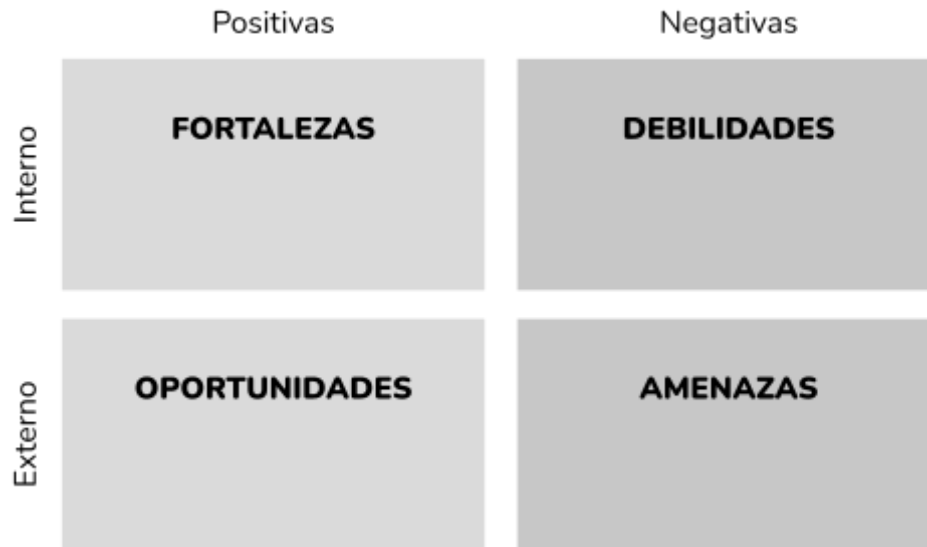 Positivas
Negativas
Interno
FORTALEZAS
DEBILIDADES
Externo
OPORTUNIDADES
AMENAZAS